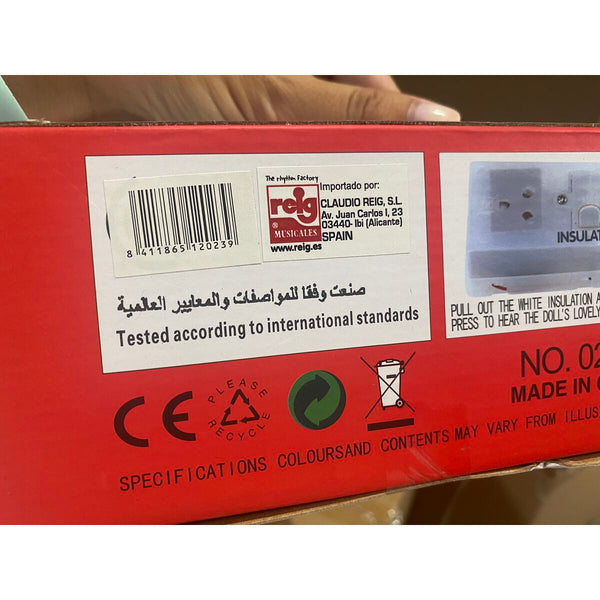 8 411865 120239
The rhythm Factory
reig
®
MUSICALES
www.reig.es
Importado por:
CLAUDIO REIG, S.L.
Av. Juan Carlos I, 23
03440- Ibi (Alicante)
SPAIN
صنعت وفقا للمواصفات والمعايير العالمية
Tested according to international standards
CE
PLEASE
RECYCLE
SPECIFICATIONS COLOURSAND CONTENTS MAY VARY FROM ILLUS
INSULAT
PULL OUT THE WHITE INSULATION A
PRESS TO HEAR THE DOLL'S LOVELY
NO. 02
MADE IN C